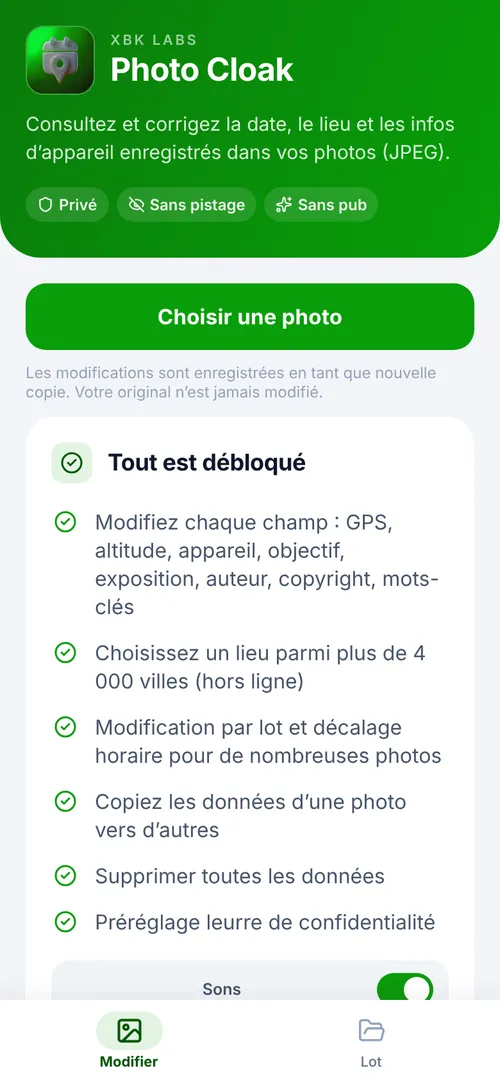 XBK LABS
Photo Cloak
Consultez et corrigez la date, le lieu et les infos
d’appareil enregistrés dans vos photos (JPEG).
Privé
Sans pistage
Sans pub
Choisir une photo
Les modifications sont enregistrées en tant que nouvelle
copie. Votre original n’est jamais modifié.
Tout est débloqué
Modifiez chaque champ : GPS,
altitude, appareil, objectif,
exposition, auteur, copyright, mots-
clés
Choisissez un lieu parmi plus de 4
000 villes (hors ligne)
Modification par lot et décalage
horaire pour de nombreuses photos
Copiez les données d’une photo
vers d’autres
Supprimer toutes les données
Préréglage leurre de confidentialité
Sons
Modifier
Lot